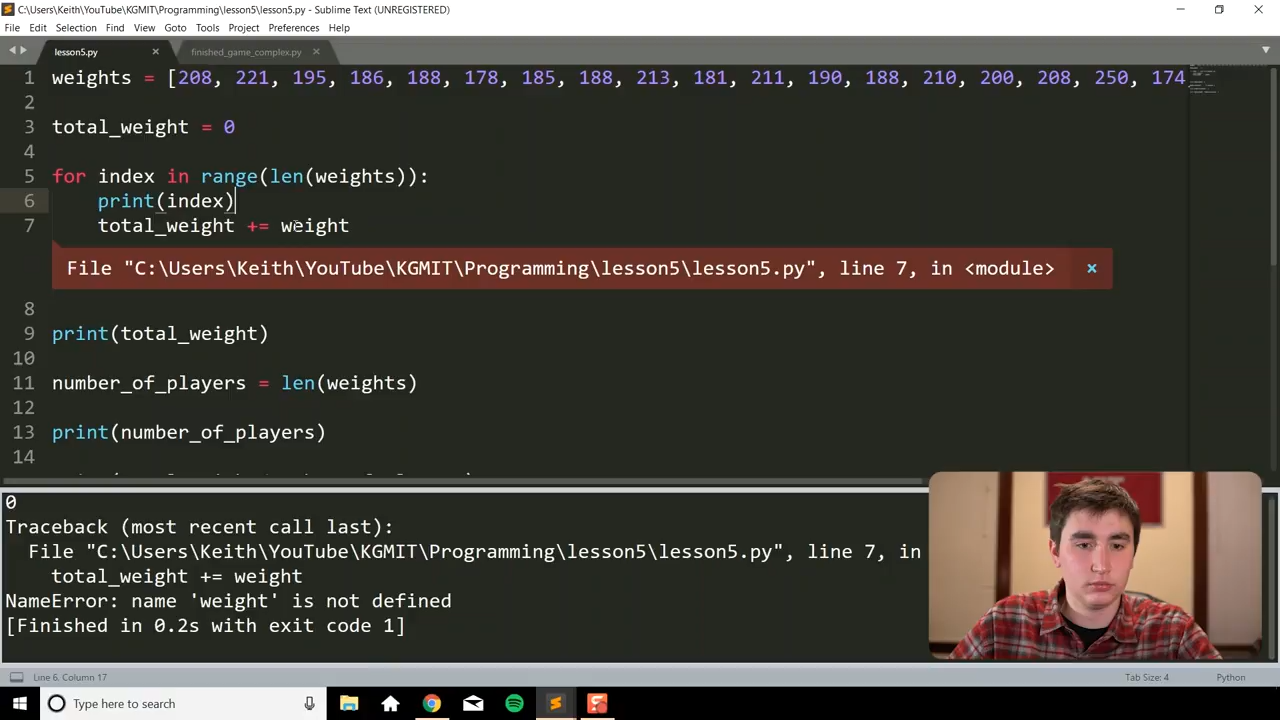 C:\Users\Keith\YouTube\KGMIT\Programming\lesson5\lesson5.py - Sublime Text (UNREGISTERED)
File Edit Selection Find View Goto Tools Project Preferences Help
lesson5.py × finished_game_complex.py ×
1 weights = [208, 221, 195, 186, 188, 178, 185, 188, 213, 181, 211, 190, 188, 210, 200, 208, 250, 174
2
3 total_weight = 0
4
5 for index in range(len(weights)):
6 print(index)
7 total_weight += weight
File "C:\Users\Keith\YouTube\KGMIT\Programming\lesson5\lesson5.py", line 7, in <module> ×
8
9 print(total_weight)
10
11 number_of_players = len(weights)
12
13 print(number_of_players)
14
0
Traceback (most recent call last):
File "C:\Users\Keith\YouTube\KGMIT\Programming\lesson5\lesson5.py", line 7, in
total_weight += weight
NameError: name 'weight' is not defined
[Finished in 0.2s with exit code 1]
Line 6, Column 17 Tab Size: 4 Python
Type here to search